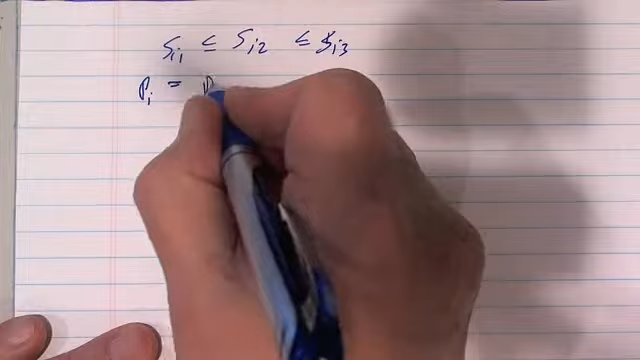 S_{i1} ≤ S_{i2} ≤ S_{i3}
P_i = P